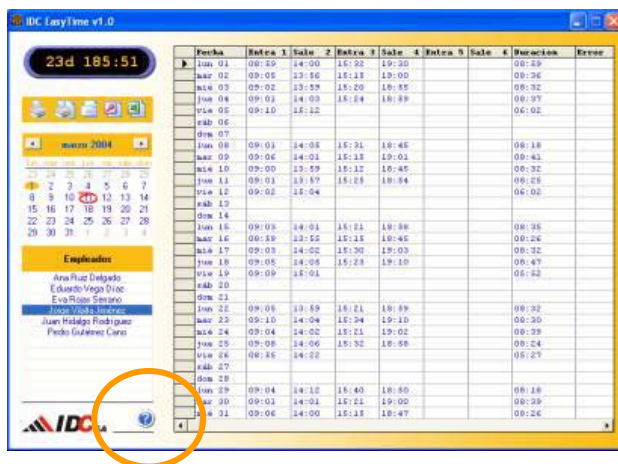 IDC EasyTime v1.0
23d 185:51
marzo 2004
1 2 3 4 5 6 7
8 9 10 11 12 13 14
15 16 17 18 19 20 21
22 23 24 25 26 27 28
29 30 31 1 2 3 4
Empleados
Ana Ruiz Delgado
Eduardo Vega Díaz
Eva Rojas Serrano
Jorge Vilella Jiménez
Juan Hidalgo Rodríguez
Pedro Gutiérrez Cano
IDC
Fecha Entra 1 Sale 2 Entra 3 Sale 4 Entra 5 Sale 6 Duracion Error
lun 01 08:59 14:00 15:32 19:30 08:59
mar 02 09:05 13:56 15:15 19:00 08:36
mié 03 09:02 13:59 15:20 18:55 08:32
jue 04 09:01 14:03 15:24 18:59 08:37
vie 05 09:10 15:12 06:02
sáb 06
dom 07
lun 08 09:01 14:05 15:31 18:45 08:18
mar 09 09:06 14:01 15:15 19:01 08:41
mié 10 09:00 13:59 15:12 18:45 08:32
jue 11 09:01 13:57 15:25 18:54 08:25
vie 12 09:02 15:04 06:02
sáb 13
dom 14
lun 15 09:03 14:01 15:21 18:58 08:35
mar 16 08:59 13:55 15:15 18:45 08:26
mié 17 09:03 14:02 15:30 19:03 08:32
jue 18 09:05 14:05 15:23 19:10 08:47
vie 19 09:09 15:01 05:52
sáb 20
dom 21
lun 22 09:05 13:59 15:21 18:59 08:32
mar 23 09:10 14:04 15:34 19:10 08:30
mié 24 09:04 14:02 15:21 19:02 08:39
jue 25 09:08 14:06 15:32 18:58 08:24
vie 26 08:55 14:22 05:27
sáb 27
dom 28
lun 29 09:04 14:12 15:40 18:50 08:18
mar 30 09:03 14:01 15:21 19:00 08:39
mié 31 09:06 14:00 15:15 18:47 08:26